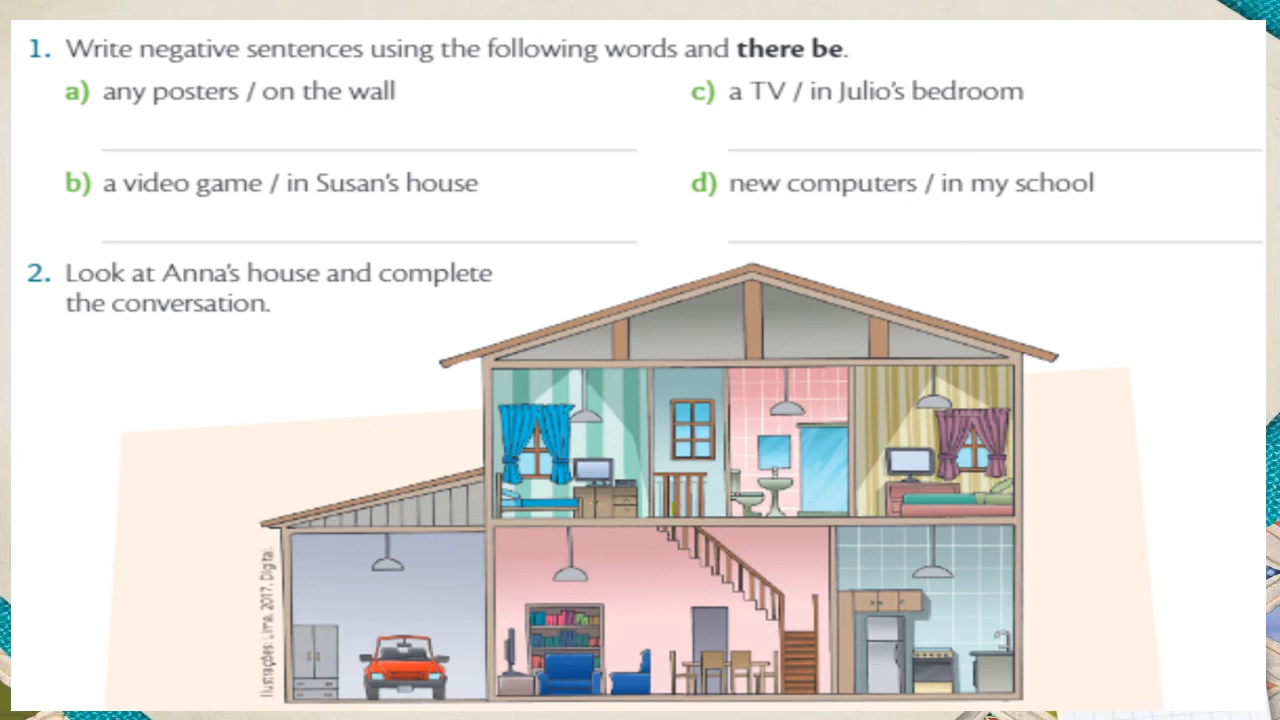 1. Write negative sentences using the following words and there be.
a) any posters / on the wall
c) a TV / in Julio's bedroom
b) a video game / in Susan's house
d) new computers / in my school
2. Look at Anna's house and complete
the conversation.
Ilustrações: Lima. 2017. Digital.